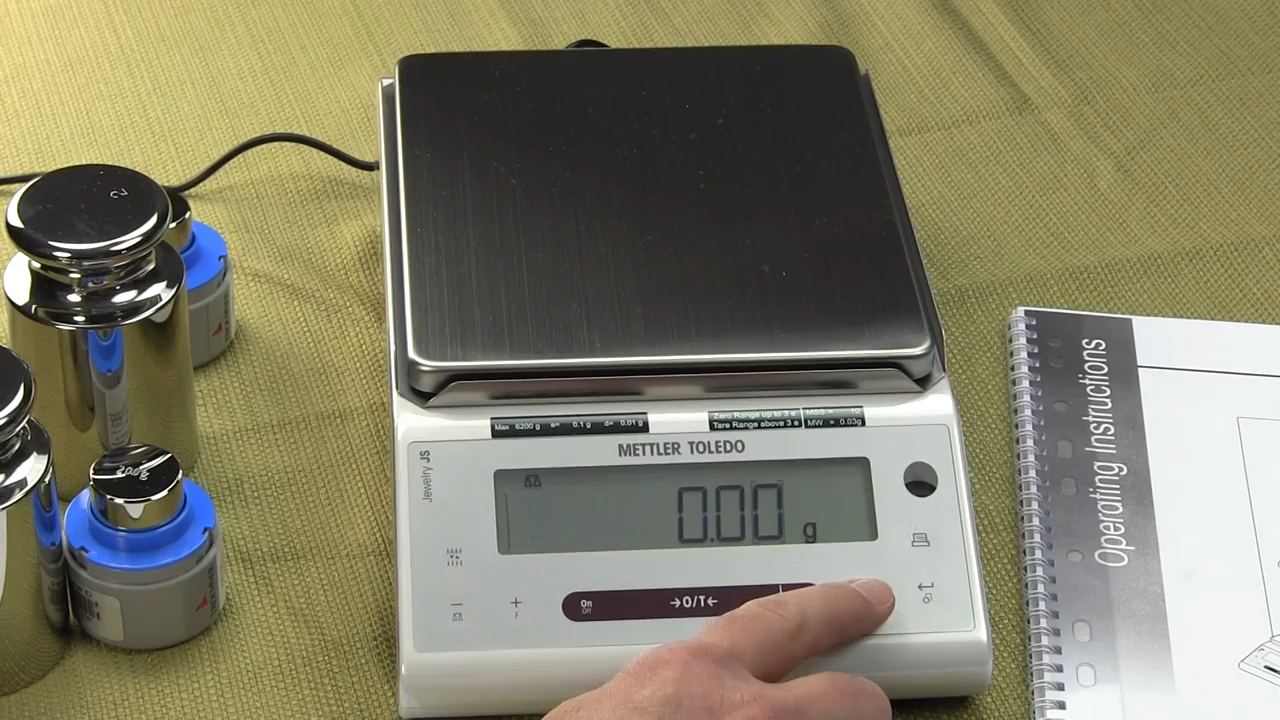 Max 6200 g e= 0.1 g d= 0.01 g
Zero Range up to 3 e
Tare Range above 3 e
MSS = 10
MW = 0.03g
METTLER TOLEDO
Jewelry JS
0.00 g
On
Off
→0/T←
F
Operating Instructions